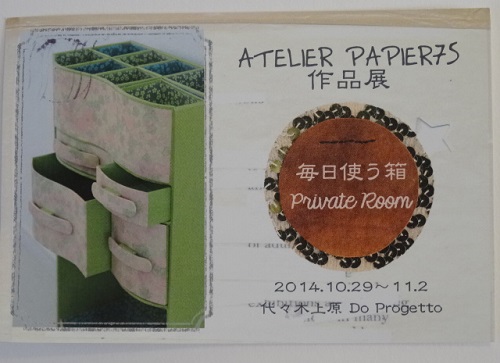 ATELIER PAPIER75
作品展
毎日使う箱
Private Room
2014.10.29～11.2
代々木上原 Do Progetto
many